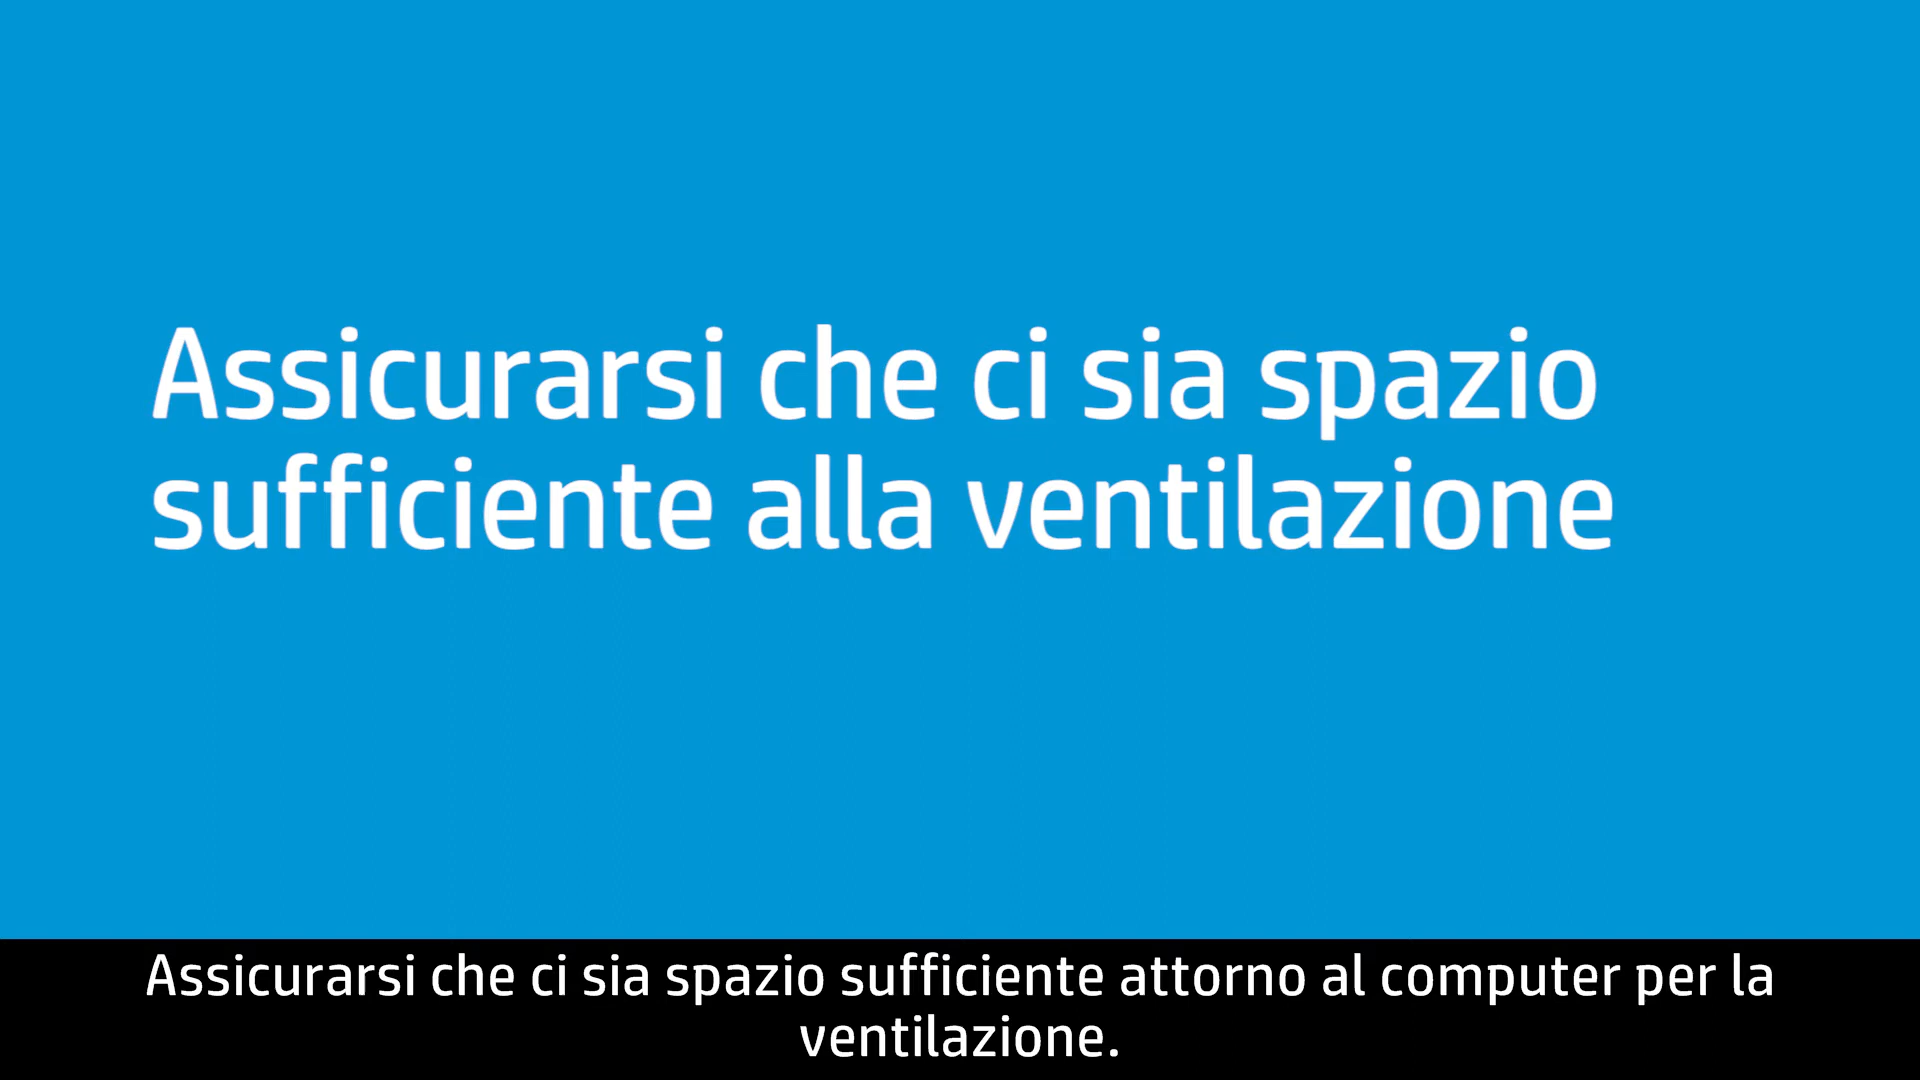 Assicurarsi che ci sia spazio
sufficiente alla ventilazione
Assicurarsi che ci sia spazio sufficiente attorno al computer per la
ventilazione.